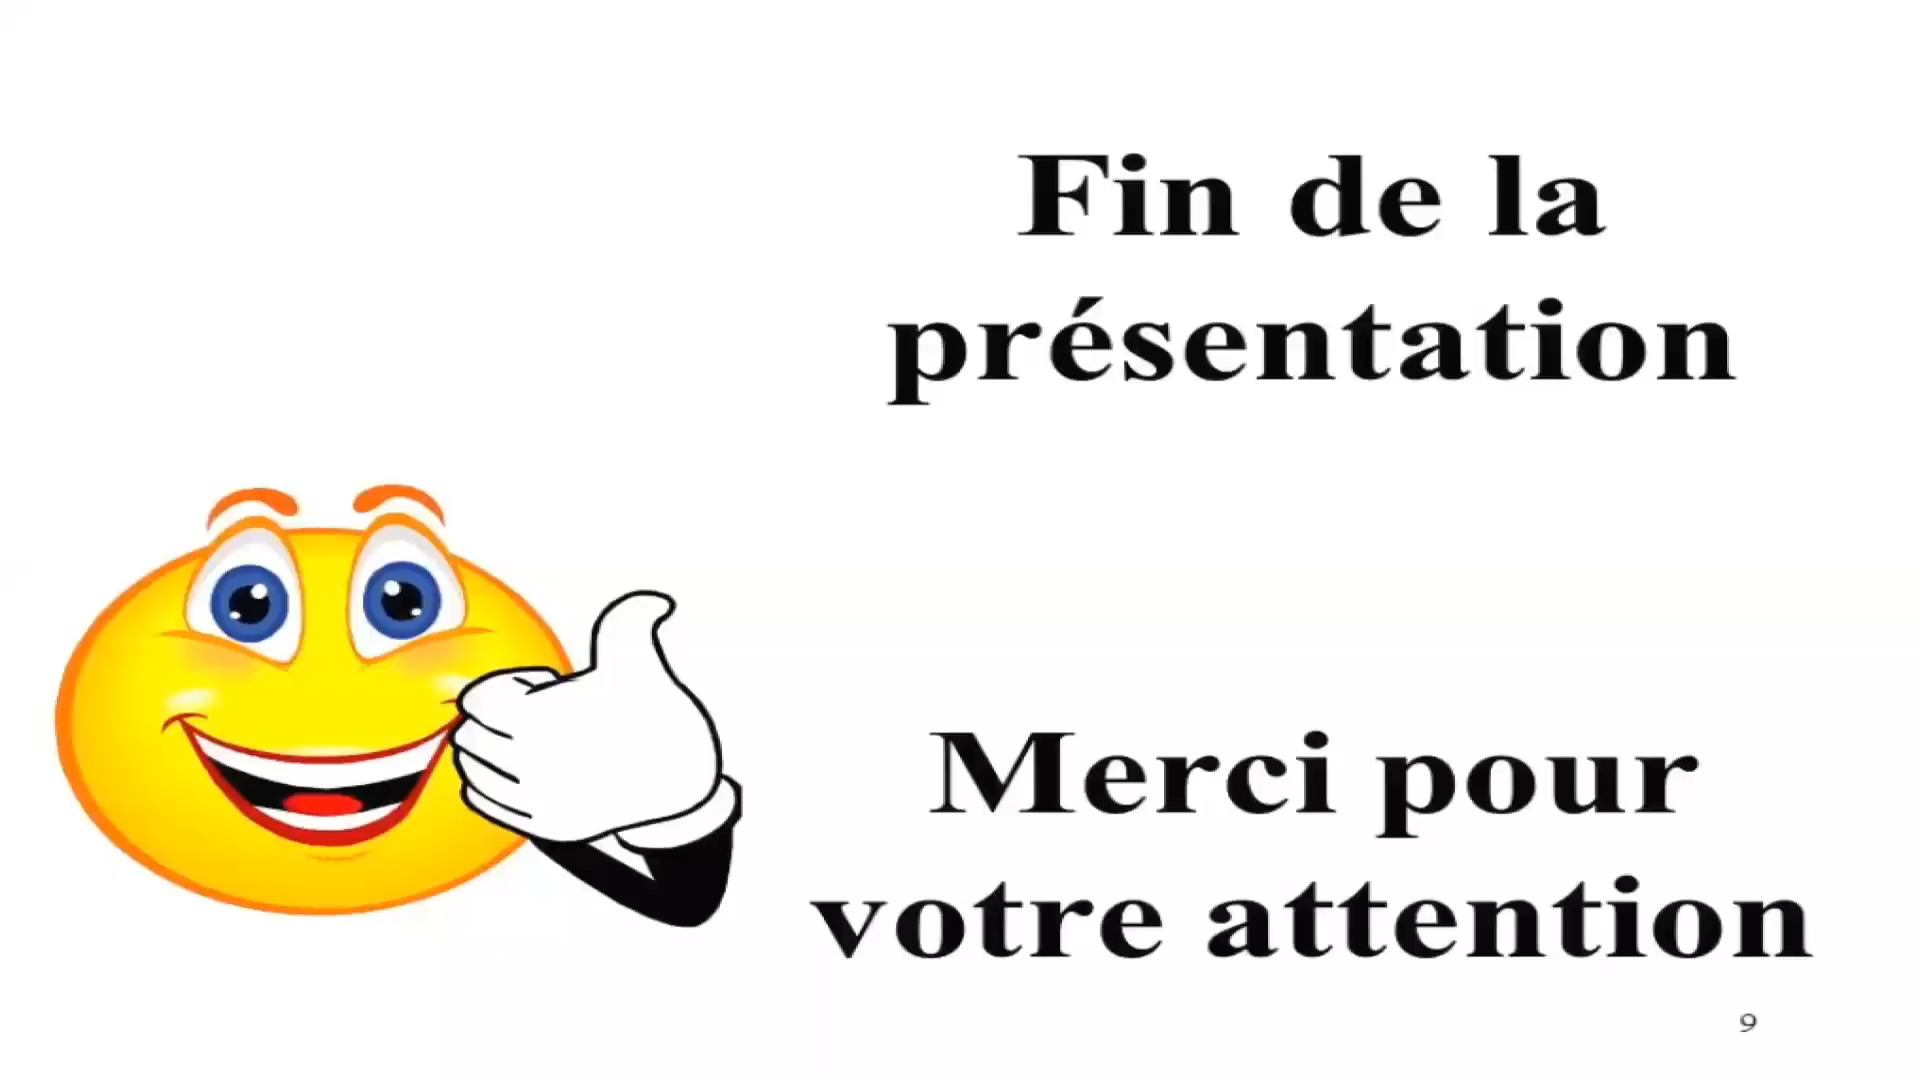 Fin de la
présentation
Merci pour
votre attention
9